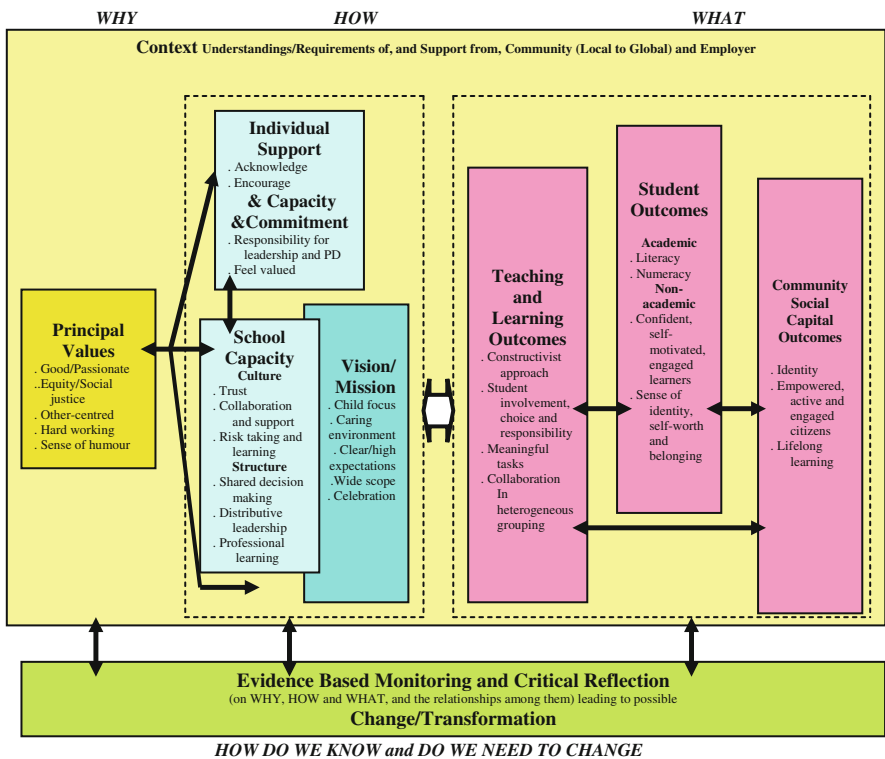 WHY
HOW
WHAT
Context Understandings/Requirements of, and Support from, Community (Local to Global) and Employer
Principal
Values
. Good/Passionate
..Equity/Social
justice
. Other-centred
. Hard working
. Sense of humour
Individual
Support
. Acknowledge
. Encourage
& Capacity
&Commitment
. Responsibility for
leadership and PD
. Feel valued
School
Capacity
Culture
. Trust
. Collaboration
and support
. Risk taking and
learning
Structure
. Shared decision
making
. Distributive
leadership
. Professional
learning
Vision/
Mission
. Child focus
. Caring
environment
. Clear/high
expectations
.Wide scope
. Celebration
Teaching
and
Learning
Outcomes
. Constructivist
approach
. Student
involvement,
choice and
responsibility
. Meaningful
tasks
. Collaboration
In
heterogeneous
grouping
Student
Outcomes
Academic
. Literacy
. Numeracy
Non-
academic
. Confident,
self-
motivated,
engaged
learners
. Sense of
identity,
self-worth
and
belonging
Community
Social
Capital
Outcomes
. Identity
. Empowered,
active and
engaged
citizens
. Lifelong
learning
Evidence Based Monitoring and Critical Reflection
(on WHY, HOW and WHAT, and the relationships among them) leading to possible
Change/Transformation
HOW DO WE KNOW and DO WE NEED TO CHANGE